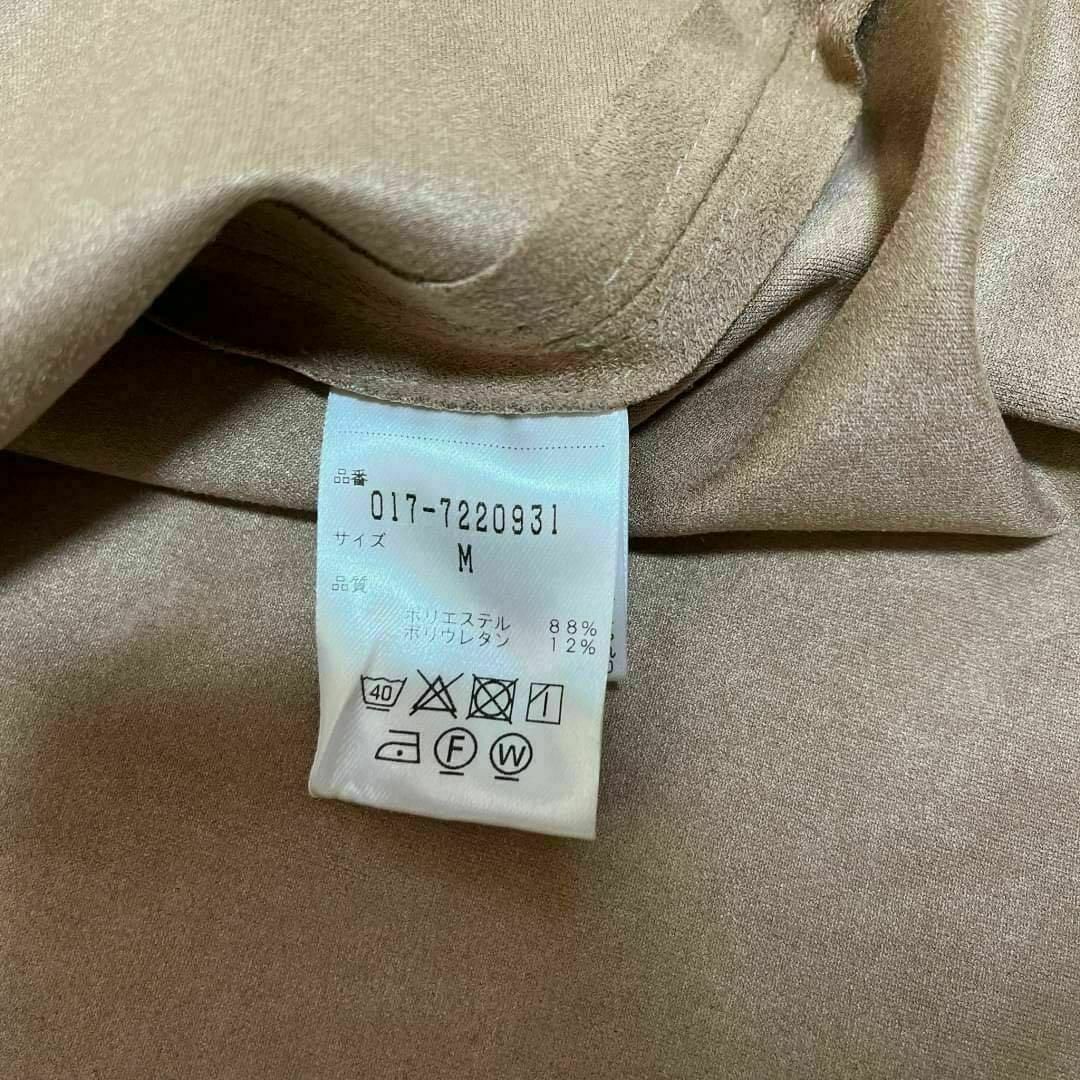 品番
017-7220931
サイズ
M
品質
ポリエステル 88%
ポリウレタン 12%
40
F W